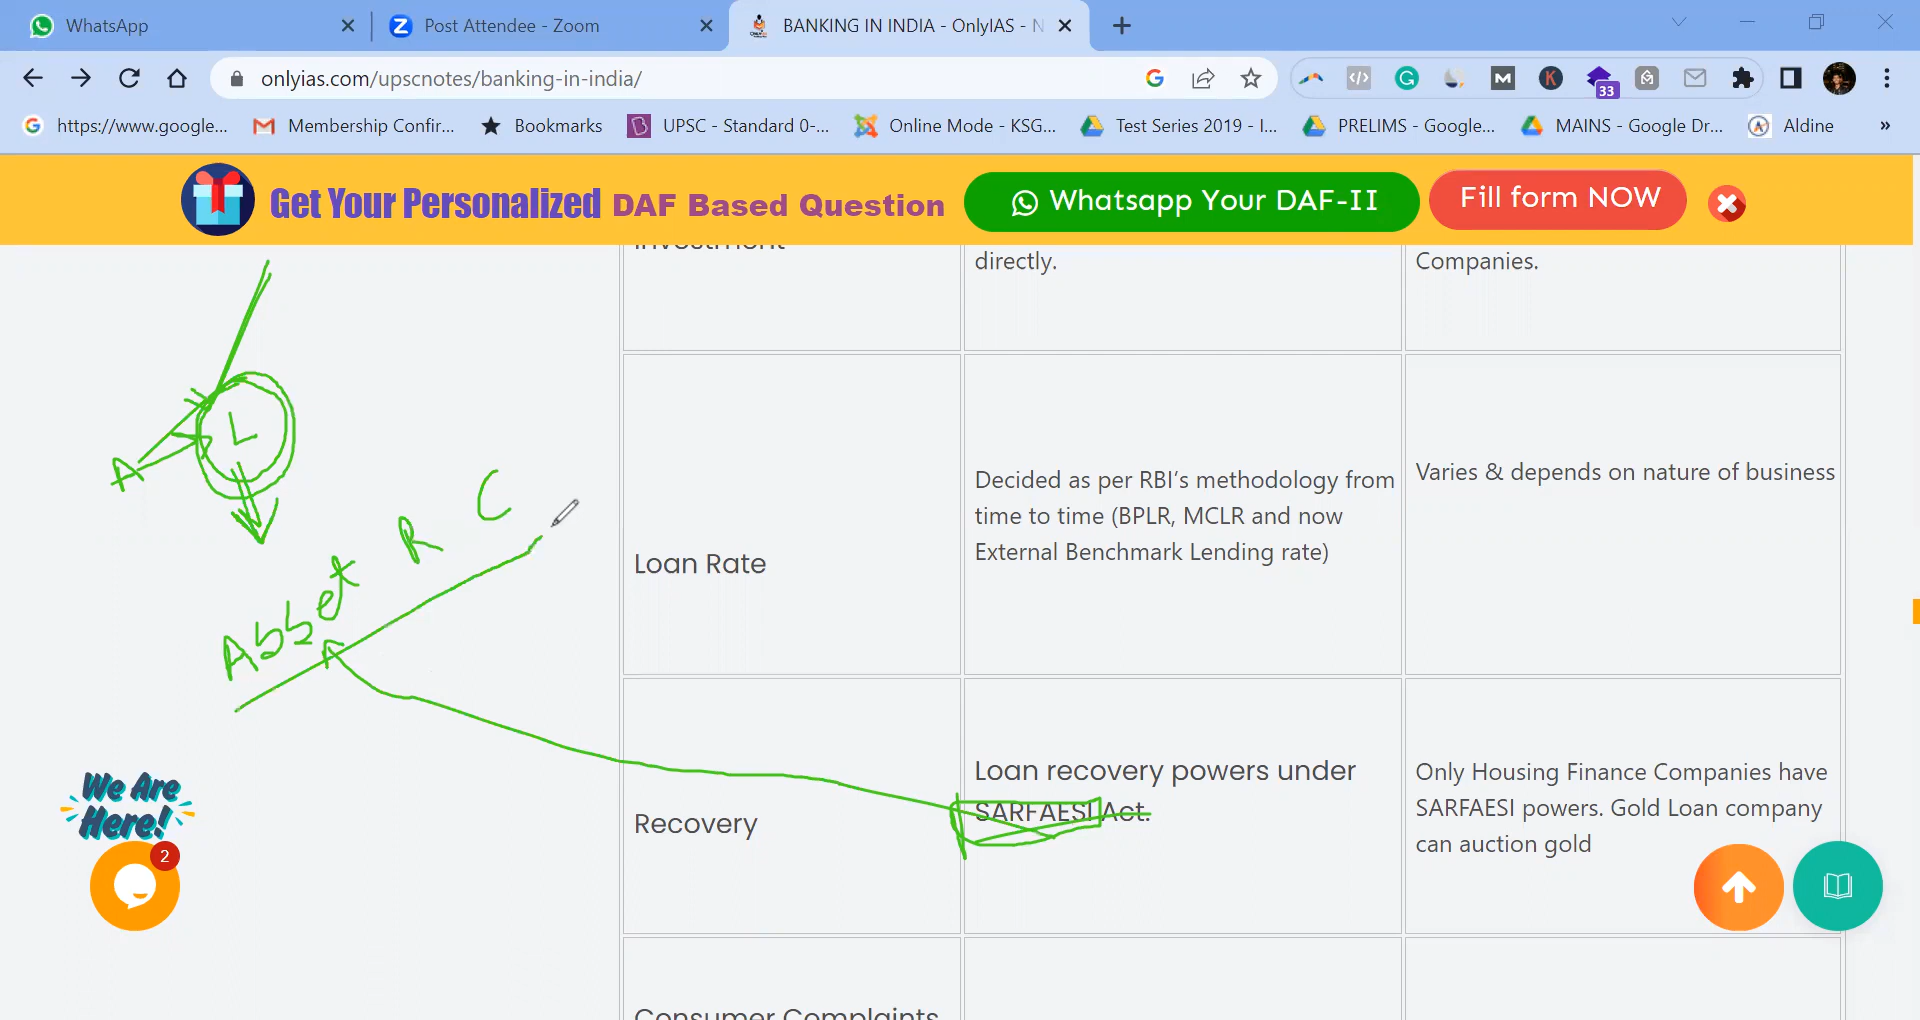 WhatsApp
Post Attendee - Zoom
BANKING IN INDIA - OnlyIAS - N
onlyias.com/upscnotes/banking-in-india/
33
https://www.google...
Membership Confir...
Bookmarks
UPSC - Standard 0-...
Online Mode - KSG...
Test Series 2019 - I...
PRELIMS - Google...
MAINS - Google Dr...
Aldine
»
Get Your Personalized DAF Based Question
Whatsapp Your DAF-II
Fill form NOW
Investment
directly.
Companies.
L
A
Asset R C
Loan Rate
Decided as per RBI's methodology from
time to time (BPLR, MCLR and now
External Benchmark Lending rate)
Varies & depends on nature of business
Recovery
Loan recovery powers under
SARFAESI Act.
Only Housing Finance Companies have
SARFAESI powers. Gold Loan company
can auction gold
We Are
Here!
2
Consumer Complaints